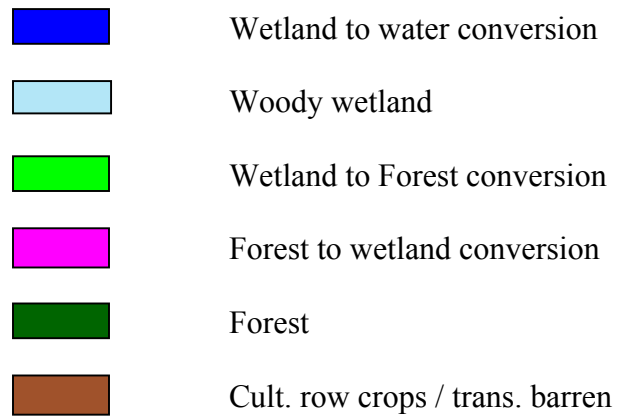 Wetland to water conversion
Woody wetland
Wetland to Forest conversion
Forest to wetland conversion
Forest
Cult. row crops / trans. barren